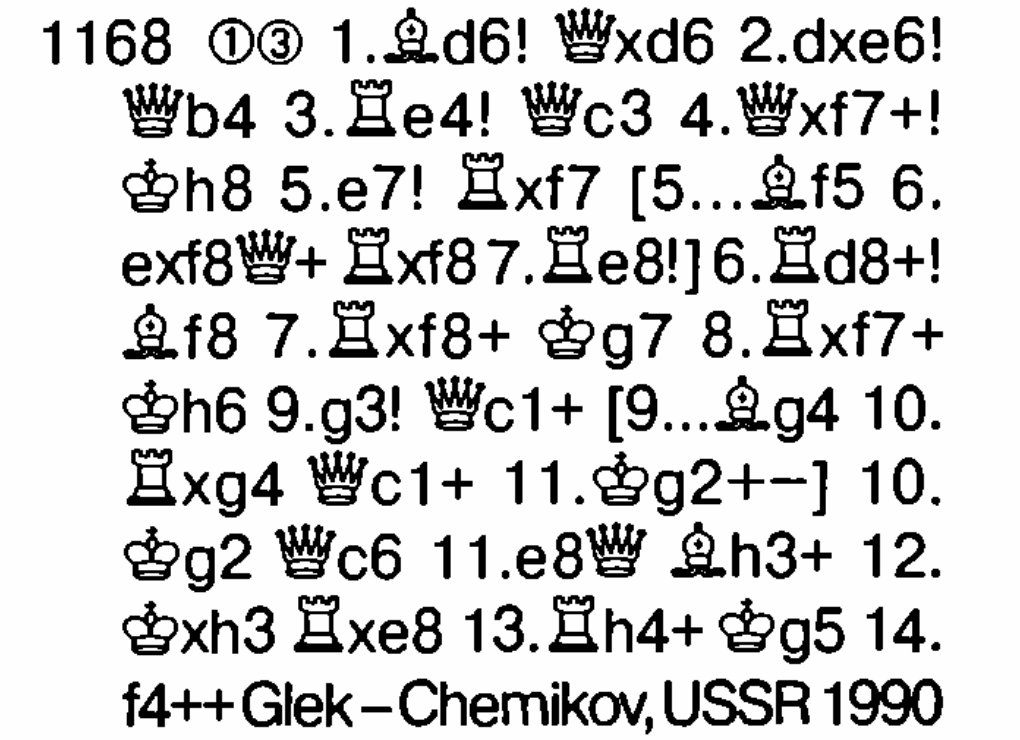 1168 ①③ 1.♗d6! ♕xd6 2.dxe6!
♕b4 3.♖e4! ♕c3 4.♕xf7+!
♔h8 5.e7! ♖xf7 [5...♗f5 6.
exf8♕+ ♖xf8 7.♖e8!] 6.♖d8+!
♗f8 7.♖xf8+ ♔g7 8.♖xf7+
♔h6 9.g3! ♕c1+ [9...♗g4 10.
♖xg4 ♕c1+ 11.♔g2+−] 10.
♔g2 ♕c6 11.e8♕ ♗h3+ 12.
♔xh3 ♖xe8 13.♖h4+ ♔g5 14.
f4++ Glek – Chernikov, USSR 1990